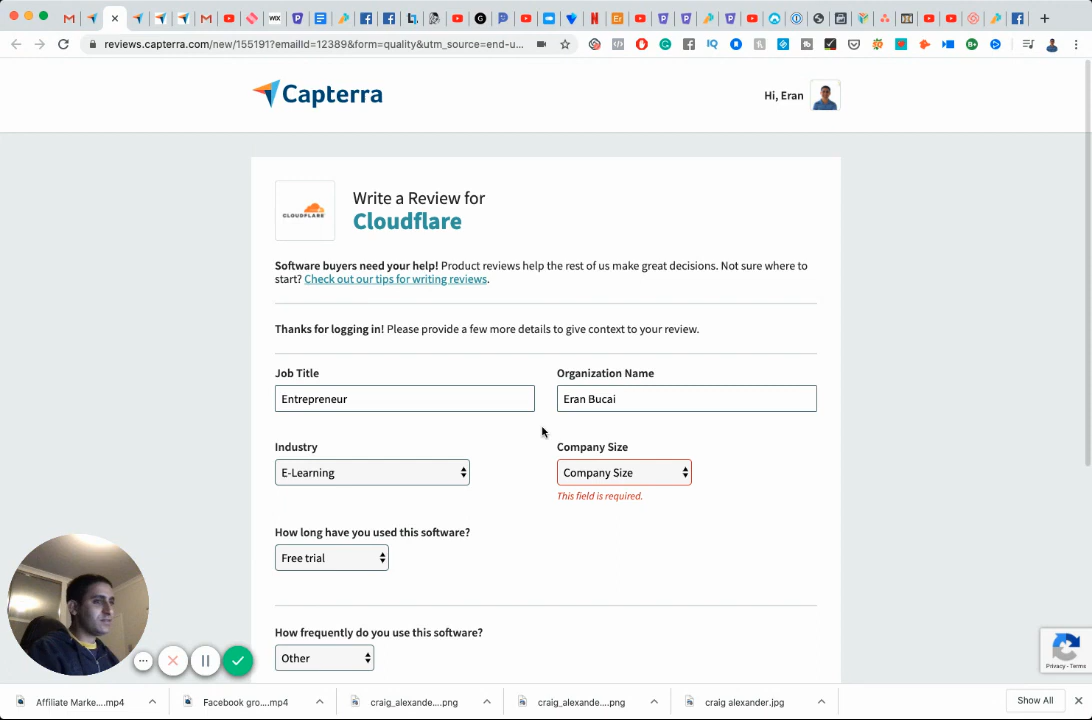 reviews.capterra.com/new/155191?emailId=12389&form=quality&utm_source=end-u...
Capterra
Hi, Eran
CLOUDFLARE
Write a Review for
Cloudflare
Software buyers need your help! Product reviews help the rest of us make great decisions. Not sure where to
start? Check out our tips for writing reviews.
Thanks for logging in! Please provide a few more details to give context to your review.
Job Title
Organization Name
Entrepreneur
Eran Bucai
Industry
Company Size
E-Learning
Company Size
This field is required.
How long have you used this software?
Free trial
How frequently do you use this software?
Other
Privacy - Terms
Affiliate Marke....mp4
Facebook gro....mp4
craig_alexande....png
craig_alexande....png
craig alexander.jpg
Show All